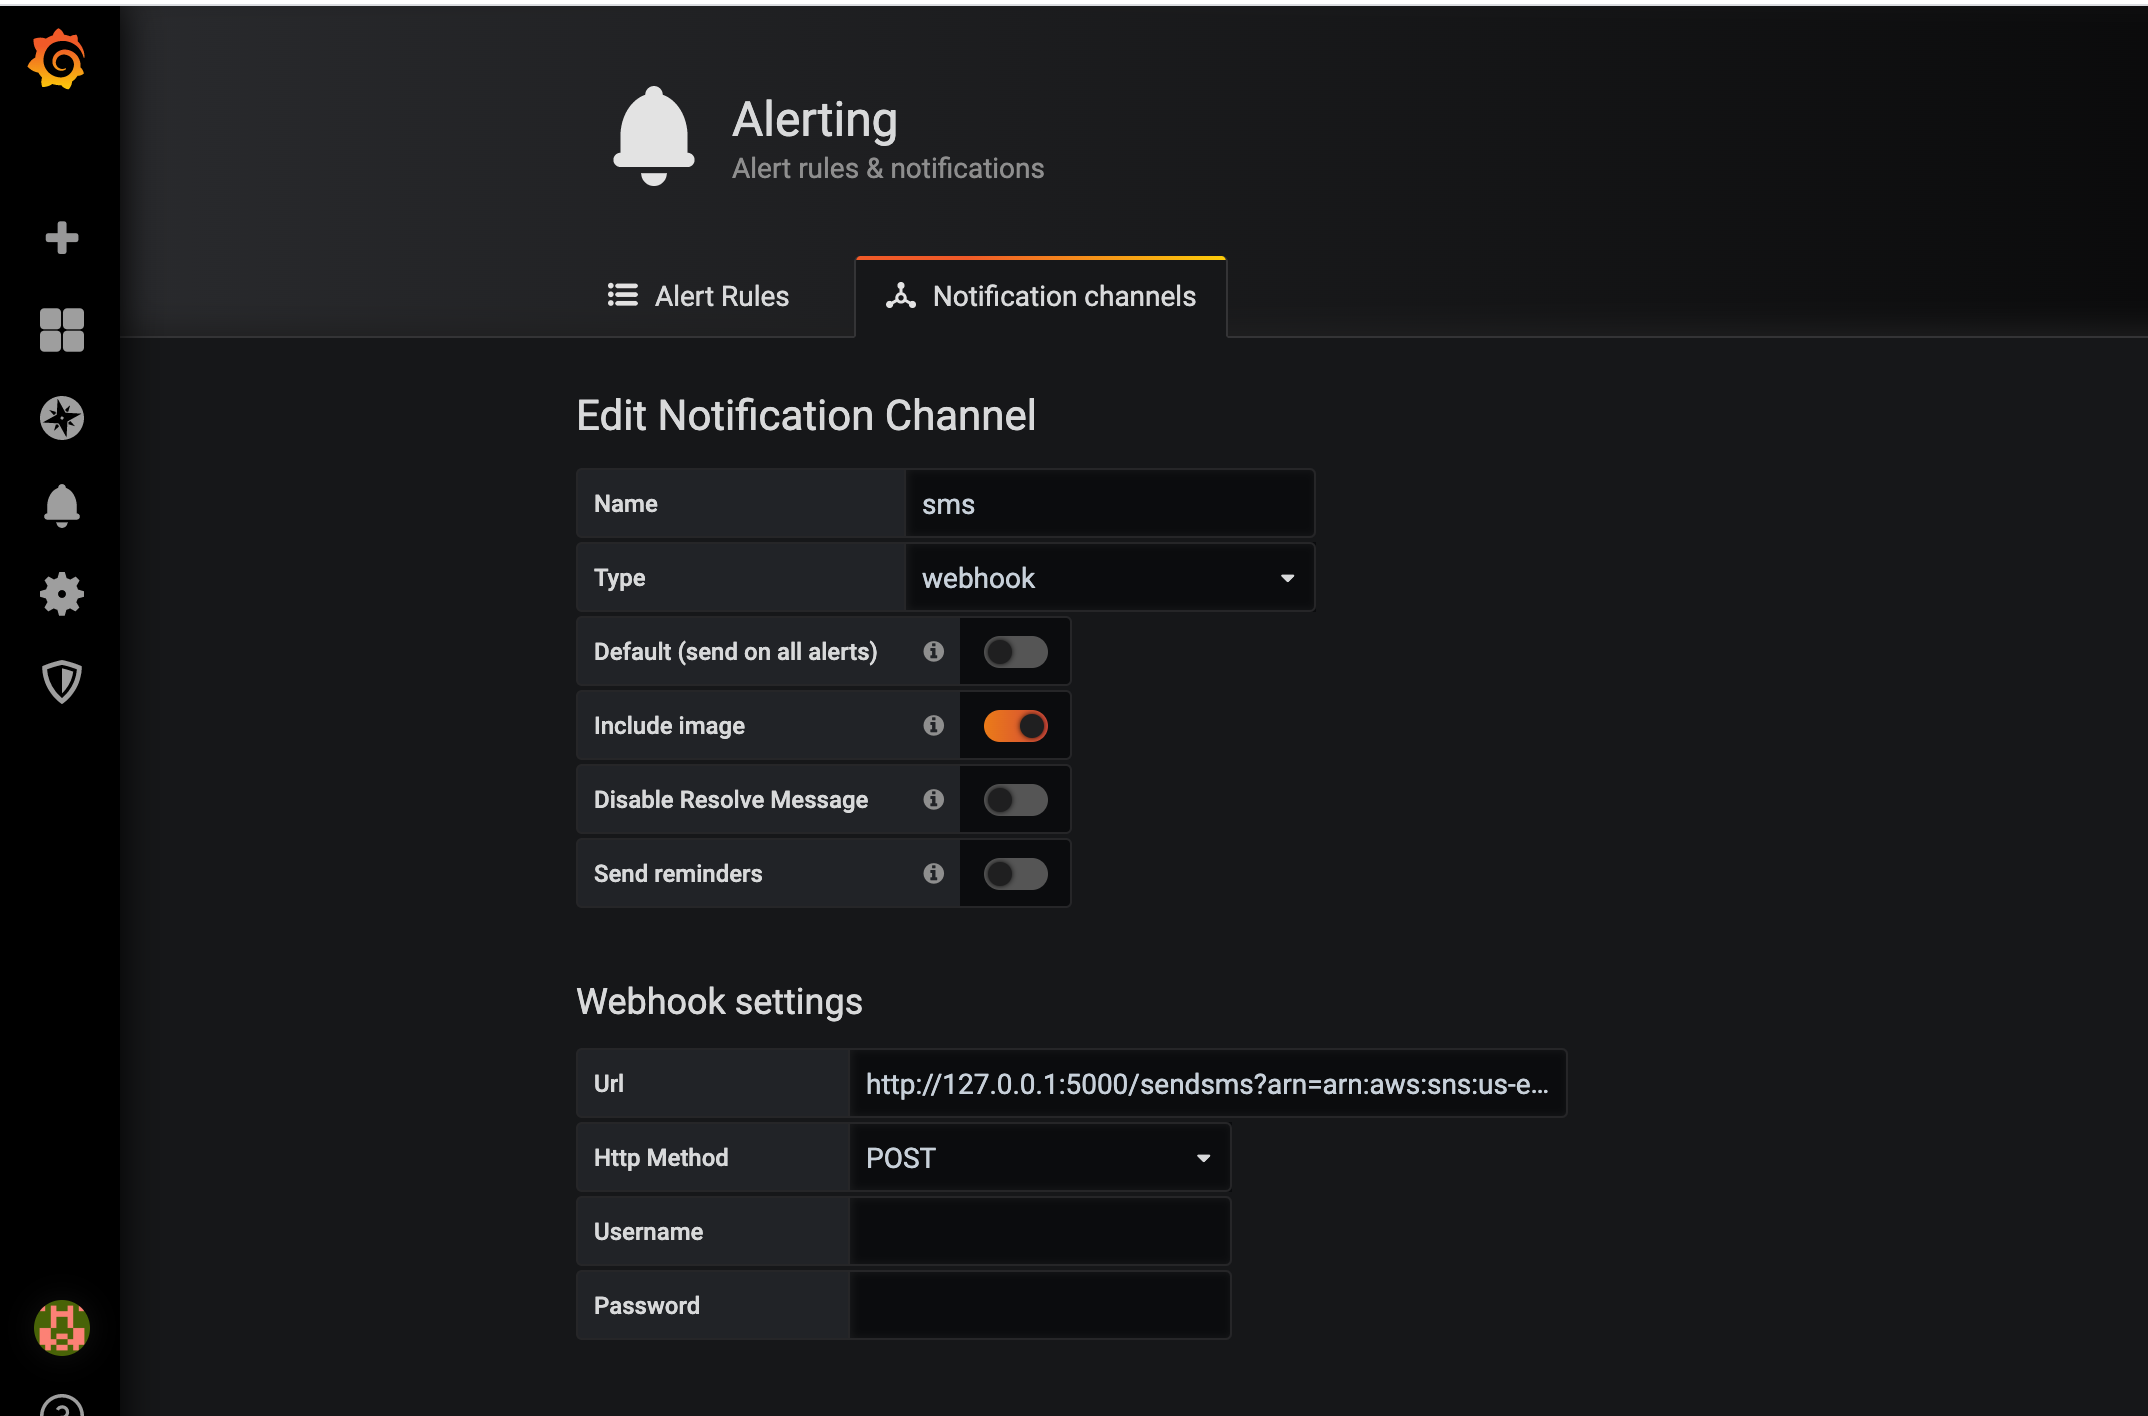 Alerting
Alert rules & notifications
Alert Rules
Notification channels
Edit Notification Channel
Name
sms
Type
webhook
Default (send on all alerts)
Include image
Disable Resolve Message
Send reminders
Webhook settings
Url
http://127.0.0.1:5000/sendsms?arn=arn:aws:sns:us-e...
Http Method
POST
Username
Password